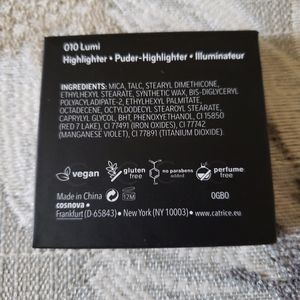 010 Lumi
Highlighter • Puder-Highlighter • Illuminateur
INGREDIENTS: MICA, TALC, STEARYL DIMETHICONE,
ETHYLHEXYL STEARATE, SYNTHETIC WAX, BIS-DIGLYCERYL
POLYACYLADIPATE-2, ETHYLHEXYL PALMITATE,
OCTADECENE, OCTYLDODECYL STEAROYL STEARATE,
CAPRYLYL GLYCOL, BHT, PHENOXYETHANOL, CI 15850
(RED 7 LAKE), CI 77491 (IRON OXIDES), CI 77742
(MANGANESE VIOLET), CI 77891 (TITANIUM DIOXIDE).
vegan
gluten
free
no parabens
added
perfume
free
Made in China
12M
0GB0
cosnova •
Frankfurt (D-65843) • New York (NY 10003) • www.catrice.eu